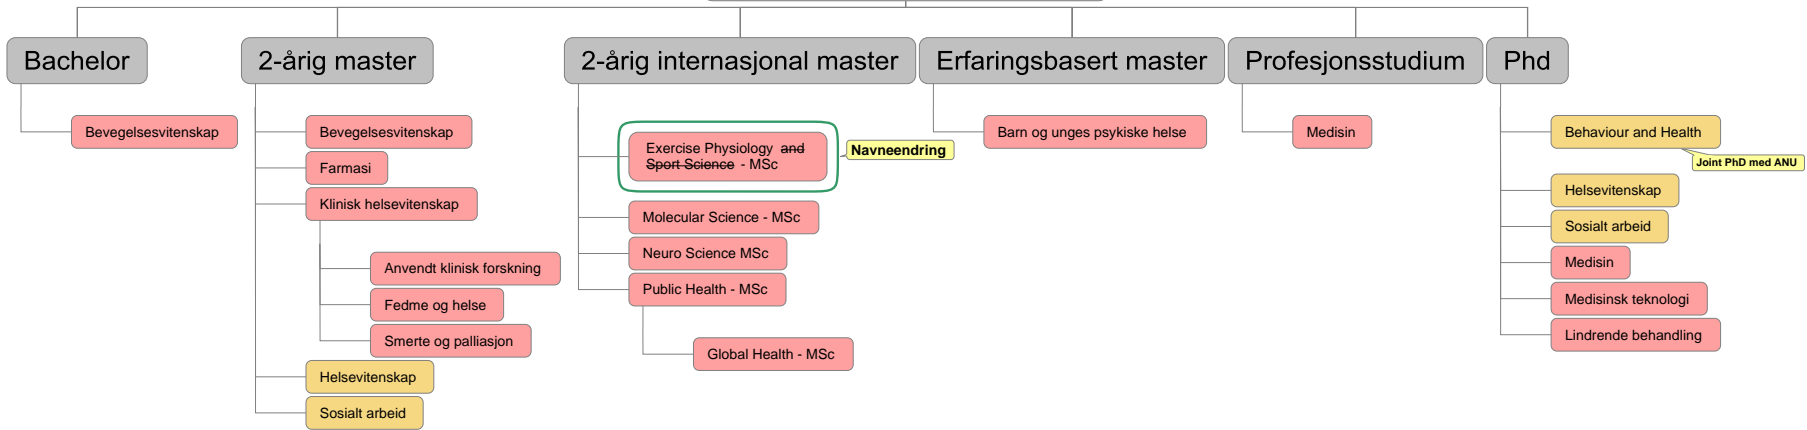 Bachelor
Bevegelsesvitenskap
2-årig master
Bevegelsesvitenskap
Farmasi
Klinisk helsevitenskap
Anvendt klinisk forskning
Fedme og helse
Smerte og palliasjon
Helsevitenskap
Sosialt arbeid
2-årig internasjonal master
Exercise Physiology and
Sport Science - MSc
Navneendring
Molecular Science - MSc
Neuro Science MSc
Public Health - MSc
Global Health - MSc
Erfaringsbasert master
Barn og unges psykiske helse
Profesjonsstudium
Medisin
Phd
Behaviour and Health
Joint PhD med ANU
Helsevitenskap
Sosialt arbeid
Medisin
Medisinsk teknologi
Lindrende behandling